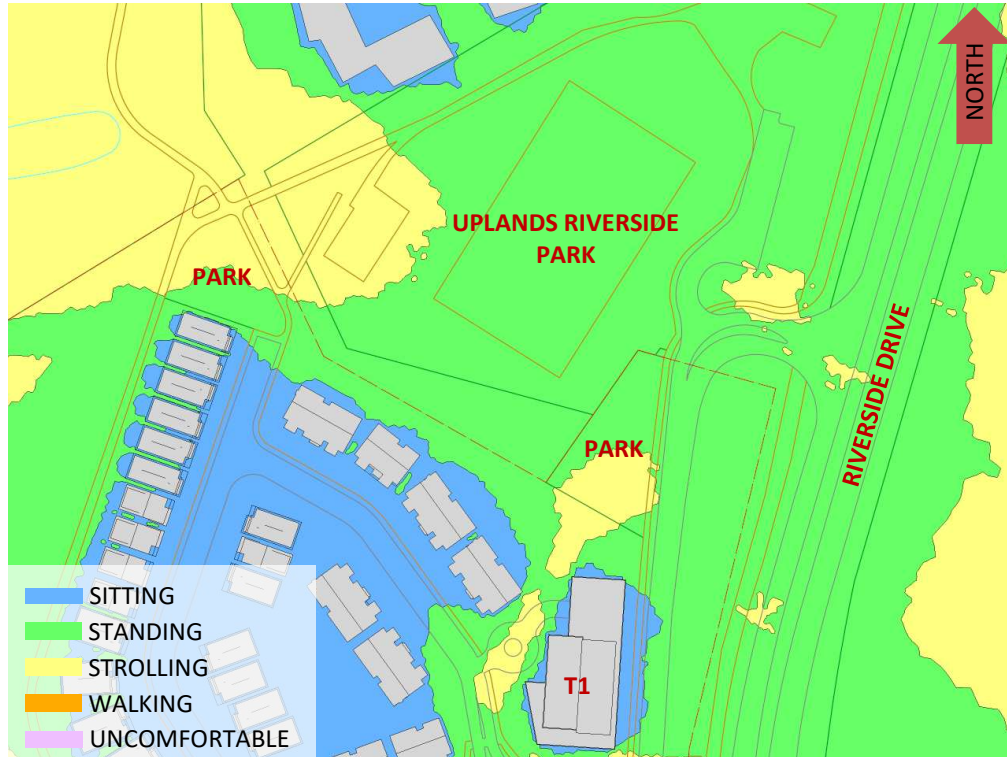 NORTH
UPLANDS RIVERSIDE
PARK
PARK
RIVERSIDE DRIVE
PARK
T1
SITTING
STANDING
STROLLING
WALKING
UNCOMFORTABLE